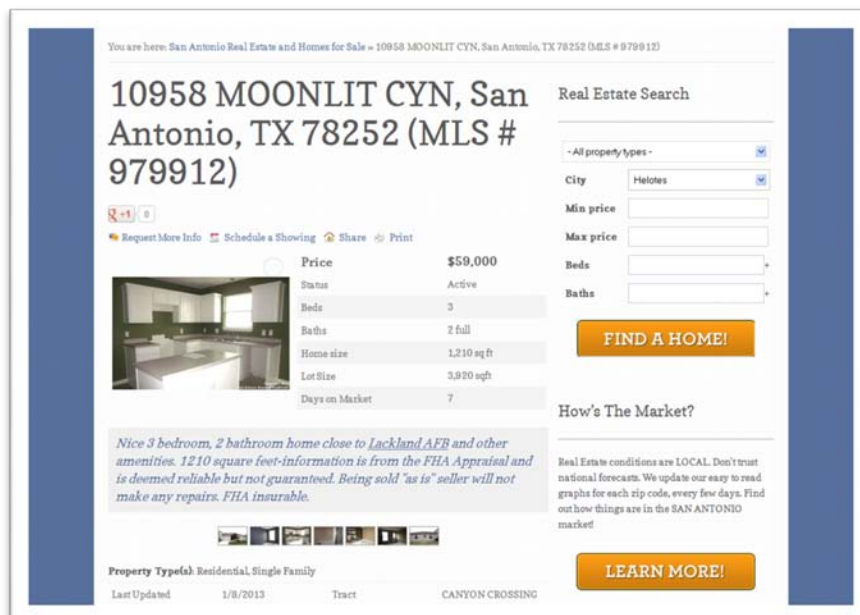 You are here: San Antonio Real Estate and Homes for Sale » 10958 MOONLIT CYN, San Antonio, TX 78252 (MLS # 979912)
10958 MOONLIT CYN, San
Antonio, TX 78252 (MLS #
979912)
+1 0
Request More Info Schedule a Showing Share Print
Price $59,000
Status Active
Beds 3
Baths 2 full
Home size 1,210 sq ft
Lot Size 3,920 sqft
Days on Market 7
Nice 3 bedroom, 2 bathroom home close to Lackland AFB and other
amenities. 1210 square feet-information is from the FHA Appraisal and
is deemed reliable but not guaranteed. Being sold "as is" seller will not
make any repairs. FHA insurable.
Property Type(s): Residential, Single Family
Last Updated 1/8/2013 Tract CANYON CROSSING
Real Estate Search
- All property types -
City Helotes
Min price
Max price
Beds +
Baths +
FIND A HOME!
How's The Market?
Real Estate conditions are LOCAL. Don't trust
national forecasts. We update our easy to read
graphs for each zip code, every few days. Find
out how things are in the SAN ANTONIO
market!
LEARN MORE!